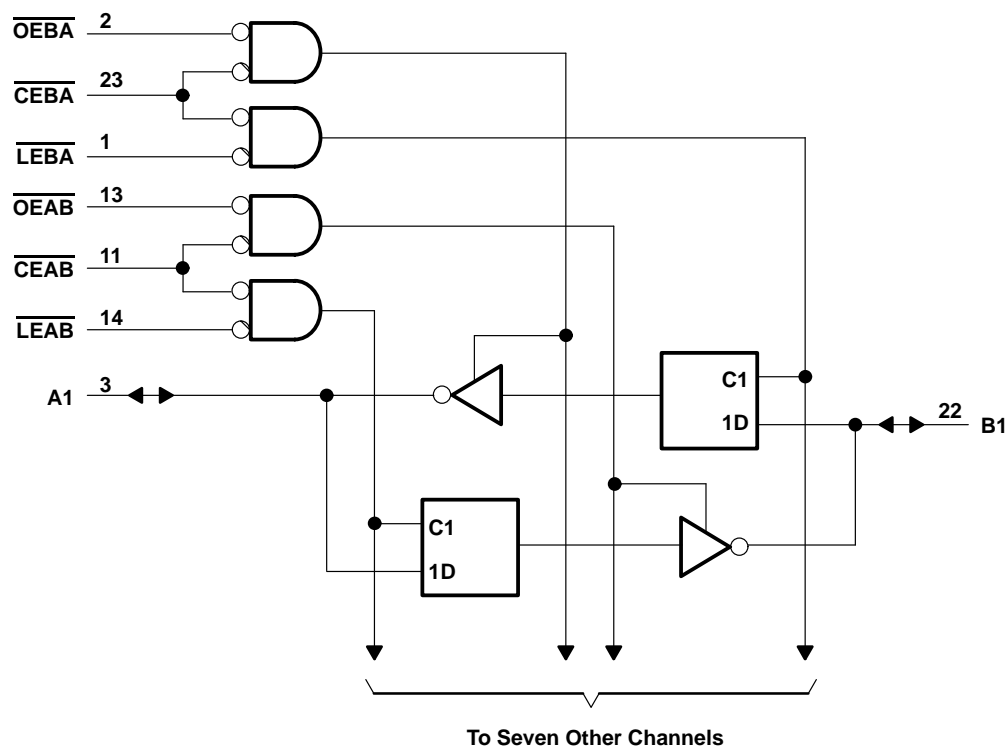 OEBA 2
CEBA 23
LEBA 1
OEAB 13
CEAB 11
LEAB 14
A1 3
C1
1D
22 B1
C1
1D
To Seven Other Channels